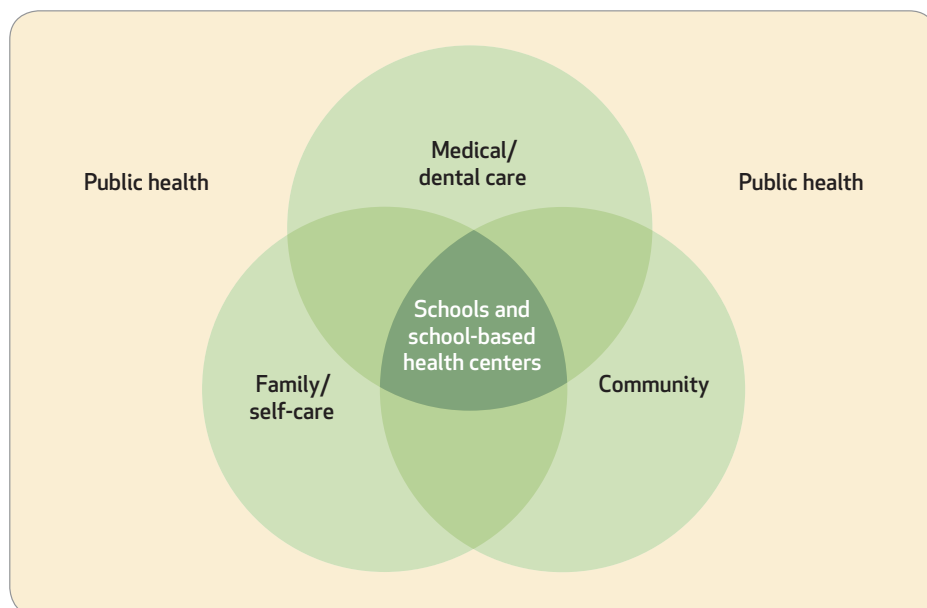 Medical/
dental care
Public health
Public health
Schools and
school-based
health centers
Family/
self-care
Community